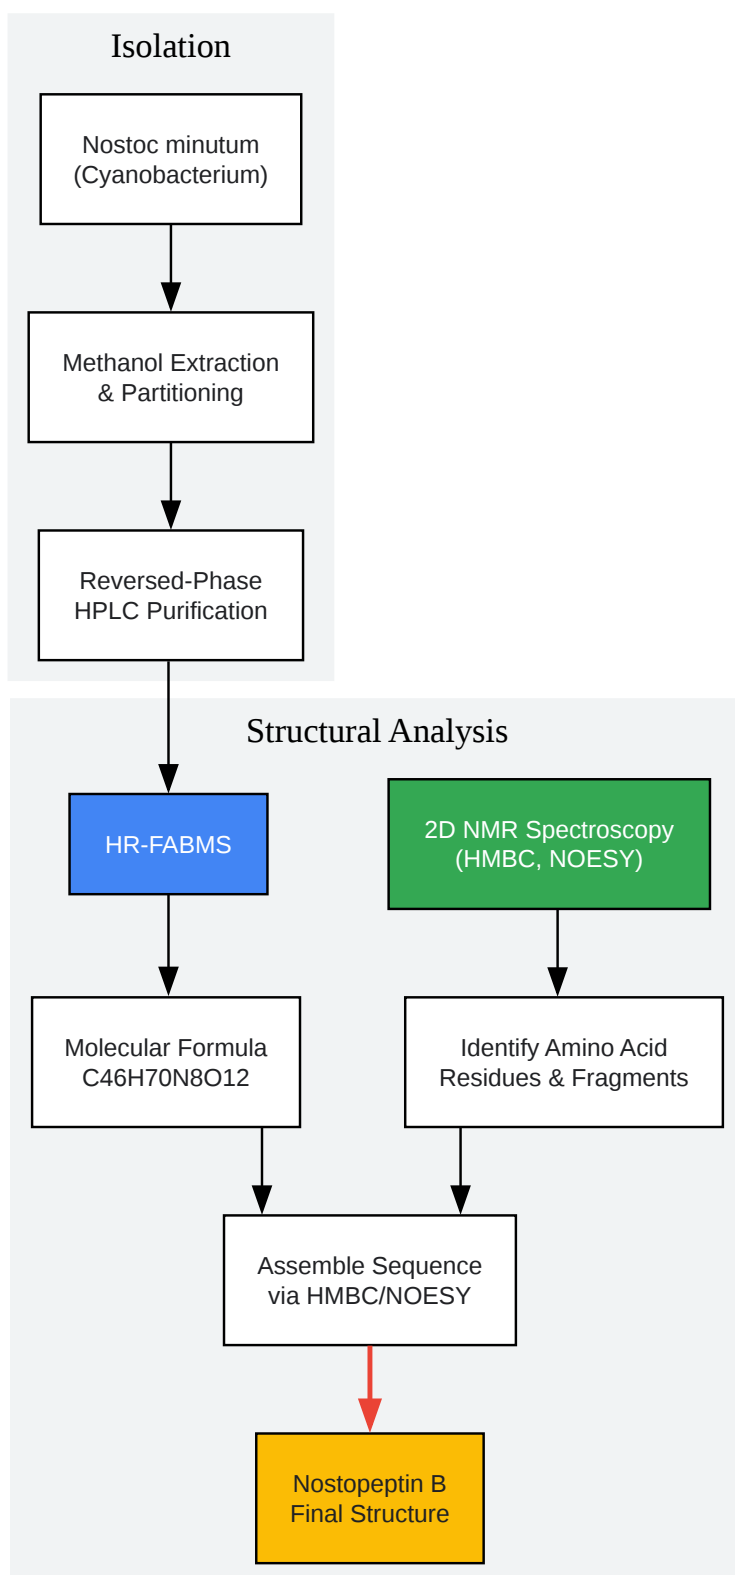 Isolation
Nostoc minutum
(Cyanobacterium)
Methanol Extraction
& Partitioning
Reversed-Phase
HPLC Purification
Structural Analysis
HR-FABMS
2D NMR Spectroscopy
(HMBC, NOESY)
Molecular Formula
C46H70N8O12
Identify Amino Acid
Residues & Fragments
Assemble Sequence
via HMBC/NOESY
Nostopeptin B
Final Structure